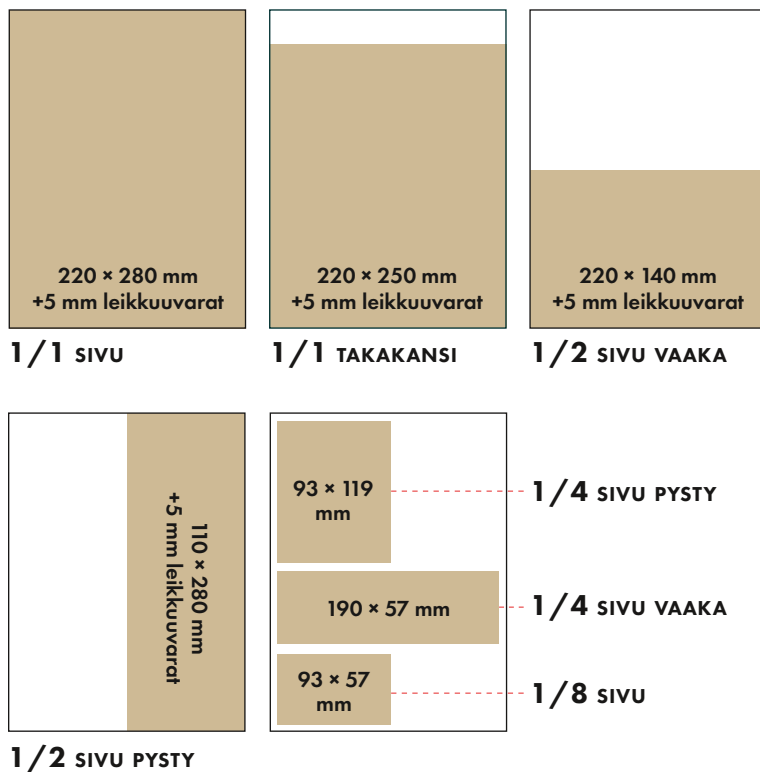 220 × 280 mm
+5 mm leikkuuvarat
1/1 SIVU
220 × 250 mm
+5 mm leikkuuvarat
1/1 TAKAKANSI
220 × 140 mm
+5 mm leikkuuvarat
1/2 SIVU VAAKA
110 × 280 mm
+5 mm leikkuuvarat
1/2 SIVU PYSTY
93 × 119
mm
1/4 SIVU PYSTY
190 × 57 mm
1/4 SIVU VAAKA
93 × 57
mm
1/8 SIVU